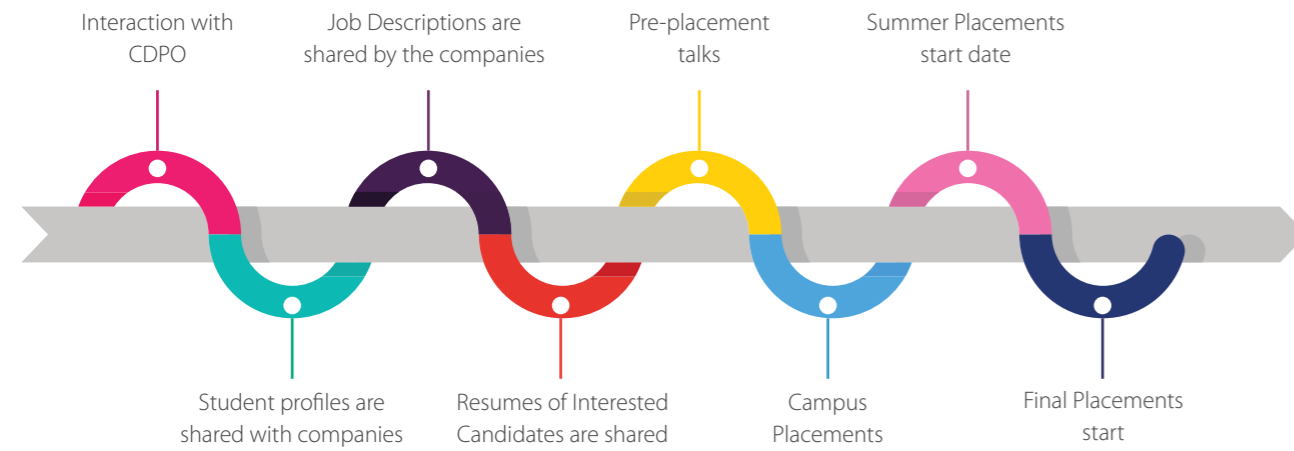 Interaction with
CDPO
Job Descriptions are
shared by the companies
Pre-placement
talks
Summer Placements
start date
Student profiles are
shared with companies
Resumes of Interested
Candidates are shared
Campus
Placements
Final Placements
start